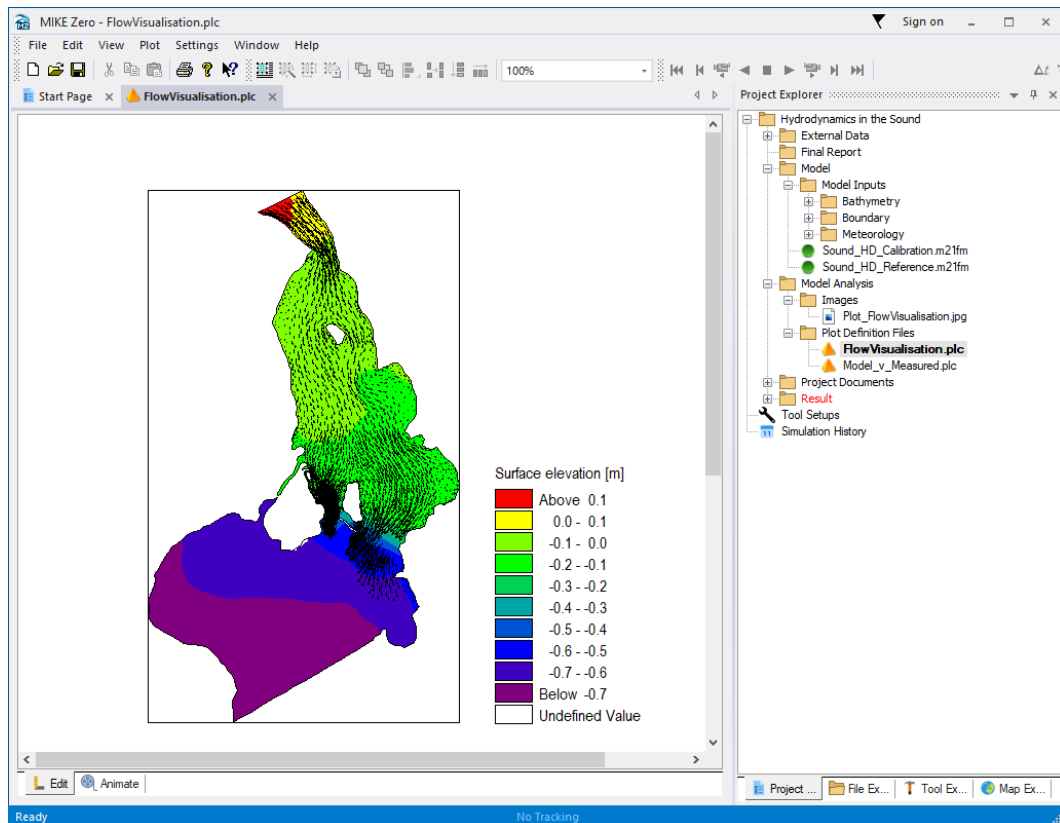 MIKE Zero - FlowVisualisation.plc
Sign on
File Edit View Plot Settings Window Help
100%
Δt
Start Page
FlowVisualisation.plc
Project Explorer
Hydrodynamics in the Sound
External Data
Final Report
Model
Model Inputs
Bathymetry
Boundary
Meteorology
Sound_HD_Calibration.m21fm
Sound_HD_Reference.m21fm
Model Analysis
Images
Plot_FlowVisualisation.jpg
Plot Definition Files
FlowVisualisation.plc
Model_v_Measured.plc
Project Documents
Result
Tool Setups
11
Simulation History
Surface elevation [m]
Above 0.1
0.0 - 0.1
-0.1 - 0.0
-0.2 - -0.1
-0.3 - -0.2
-0.4 - -0.3
-0.5 - -0.4
-0.6 - -0.5
-0.7 - -0.6
Below -0.7
Undefined Value
Edit Animate
Project ... File Ex... Tool Ex... Map Ex...
Ready
No Tracking